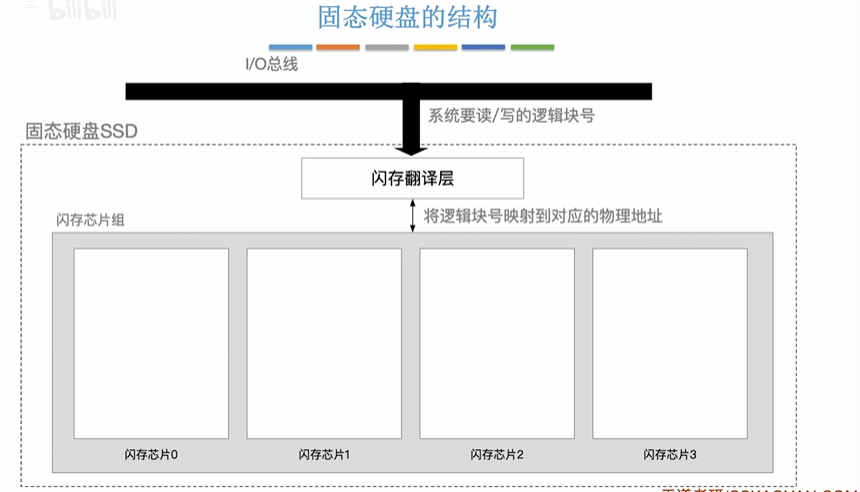 bilibili
固态硬盘的结构
I/O总线
系统要读/写的逻辑块号
固态硬盘SSD
闪存翻译层
将逻辑块号映射到对应的物理地址
闪存芯片组
闪存芯片0
闪存芯片1
闪存芯片2
闪存芯片3